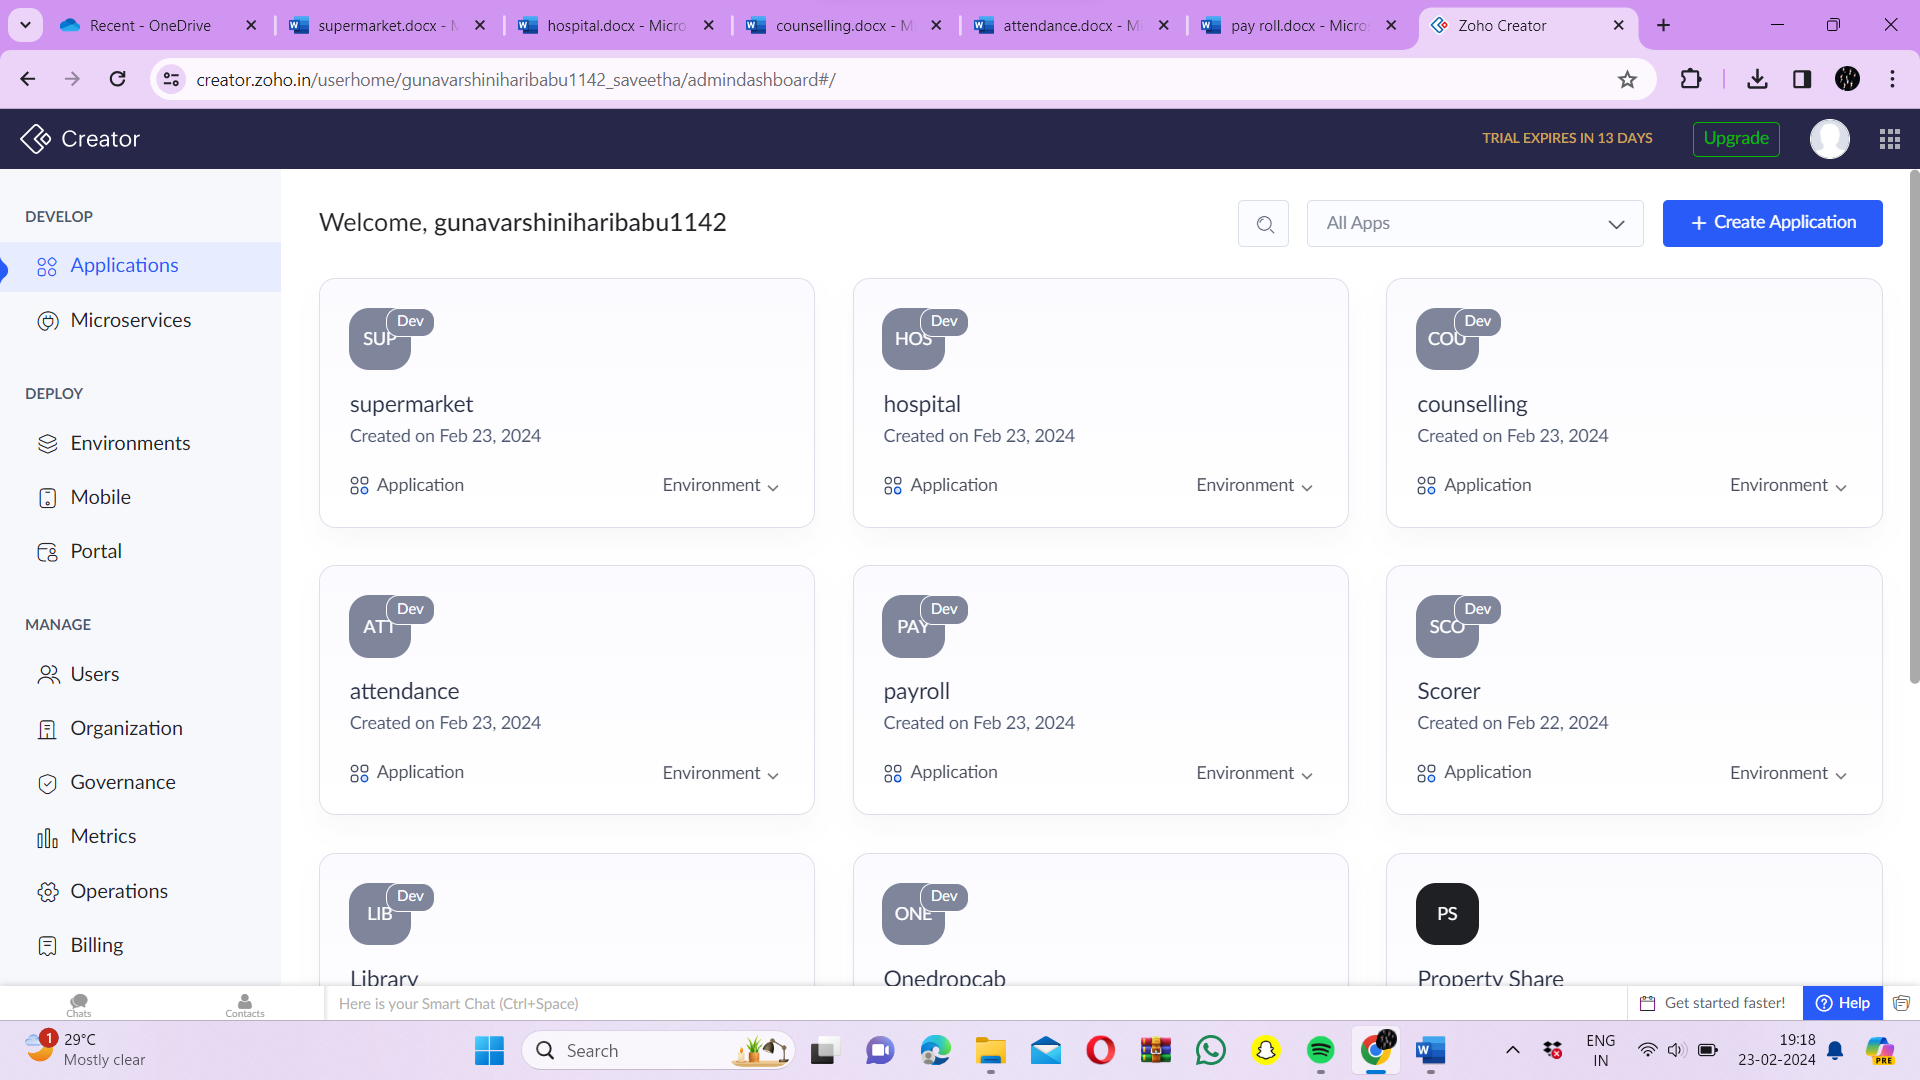 Recent - OneDrive
supermarket.docx - M
hospital.docx - Micro
counselling.docx - M
attendance.docx - Mi
pay roll.docx - Micros
Zoho Creator
creator.zoho.in/userhome/gunavarshiniharibabu1142_saveetha/admindashboard#/
Creator
TRIAL EXPIRES IN 13 DAYS
Upgrade
DEVELOP
Applications
Microservices
DEPLOY
Environments
Mobile
Portal
MANAGE
Users
Organization
Governance
Metrics
Operations
Billing
Welcome, gunavarshiniharibabu1142
All Apps
+ Create Application
SUP Dev
supermarket
Created on Feb 23, 2024
Application Environment
HOS Dev
hospital
Created on Feb 23, 2024
Application Environment
COU Dev
counselling
Created on Feb 23, 2024
Application Environment
ATT Dev
attendance
Created on Feb 23, 2024
Application Environment
PAY Dev
payroll
Created on Feb 23, 2024
Application Environment
SCO Dev
Scorer
Created on Feb 22, 2024
Application Environment
LIB Dev
Library
ONE Dev
Onedropcab
PS
Property Share
Chats
Contacts
Here is your Smart Chat (Ctrl+Space)
Get started faster!
Help
1
29°C
Mostly clear
Search
ENG
IN
19:18
23-02-2024
PRE